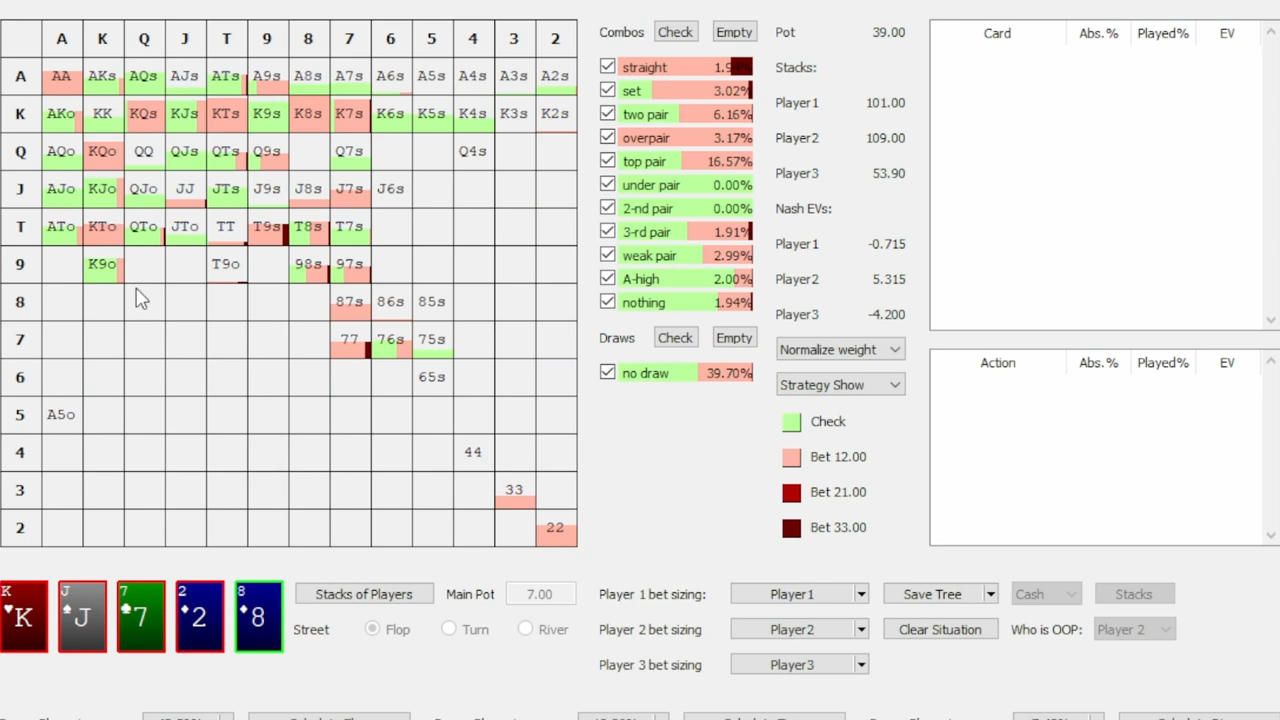 A K Q J T 9 8 7 6 5 4 3 2
A AA AKs AQs AJs ATs A9s A8s A7s A6s A5s A4s A3s A2s
K AKo KK KQs KJs KTs K9s K8s K7s K6s K5s K4s K3s K2s
Q AQo KQo QQ QJs QTs Q9s Q7s Q4s
J AJo KJo QJo JJ JTs J9s J8s J7s J6s
T ATo KTo QTo JTo TT T9s T8s T7s
9 K9o T9o 98s 97s
8 87s 86s 85s
7 77 76s 75s
6 65s
5 A5o
4 44
3 33
2 22
Combos Check Empty
straight
set 3.02%
two pair 6.16%
overpair 3.17%
top pair 16.57%
under pair 0.00%
2-nd pair 0.00%
3-rd pair 1.91%
weak pair 2.99%
A-high 2.00%
nothing 1.94%
Draws Check Empty
no draw 39.70%
Pot 39.00
Stacks:
Player1 101.00
Player2 109.00
Player3 53.90
Nash EVs:
Player1 -0.715
Player2 5.315
Player3 -4.200
Normalize weight
Strategy Show
Check
Bet 12.00
Bet 21.00
Bet 33.00
Card Abs.% Played% EV
Action Abs.% Played% EV
K J 7 2 8
K J 7 2 8
Stacks of Players Main Pot 7.00
Street Flop Turn River
Player 1 bet sizing: Player1 Save Tree Cash Stacks
Player 2 bet sizing Player2 Clear Situation Who is OOP: Player 2
Player 3 bet sizing Player3